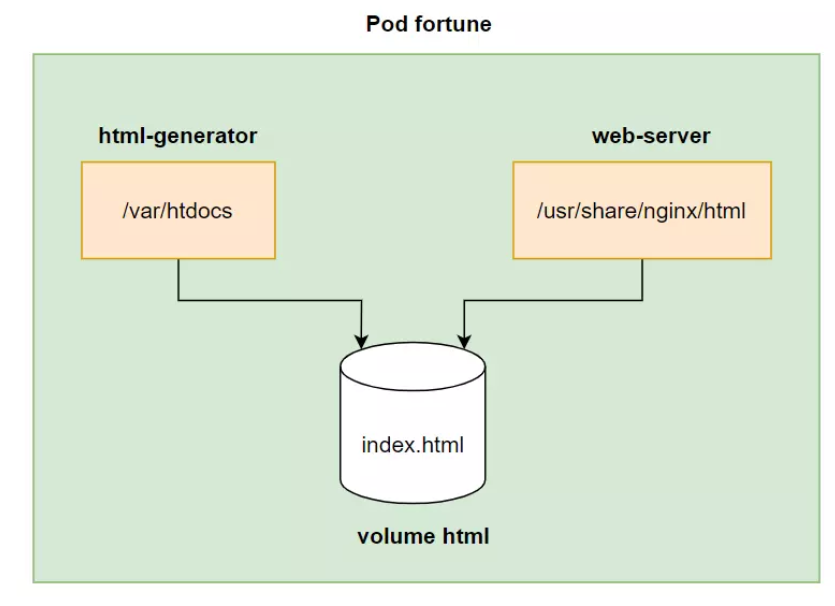 Pod fortune
html-generator
web-server
/var/htdocs
/usr/share/nginx/html
index.html
volume html